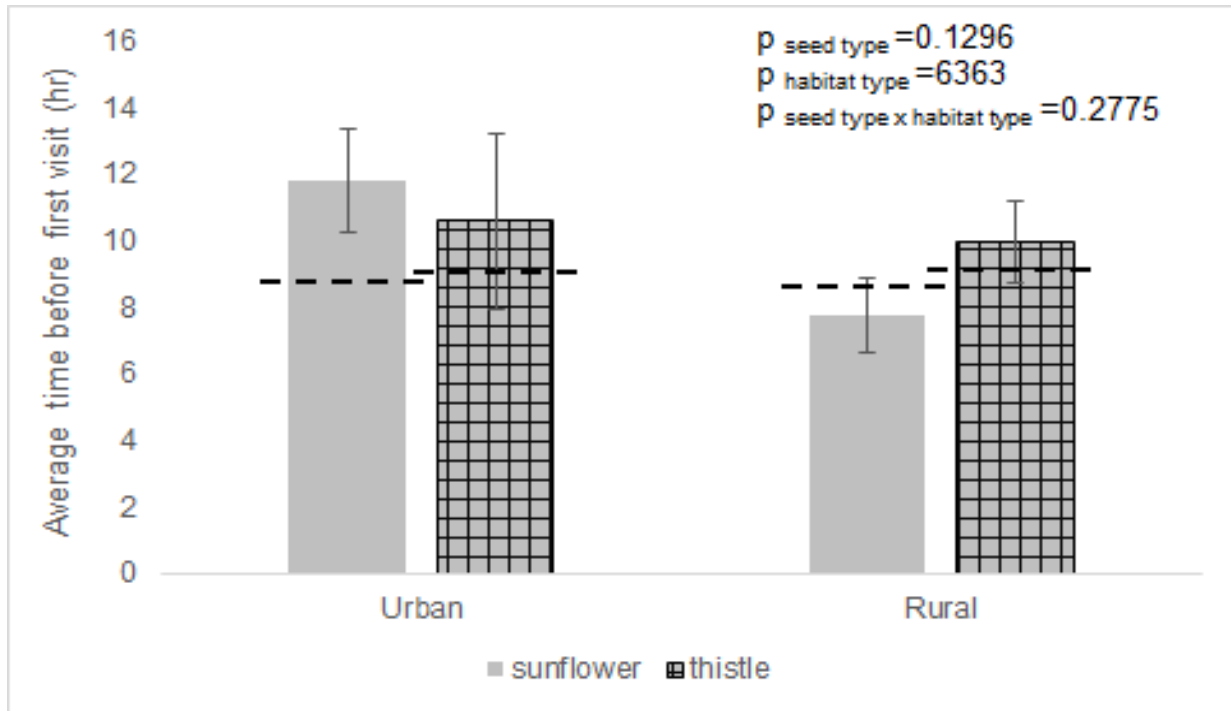 p seed type =0.1296
p habitat type =6363
p seed type x habitat type =0.2775
Average time before first visit (hr)
16
14
12
10
8
6
4
2
0
Urban Rural
sunflower thistle